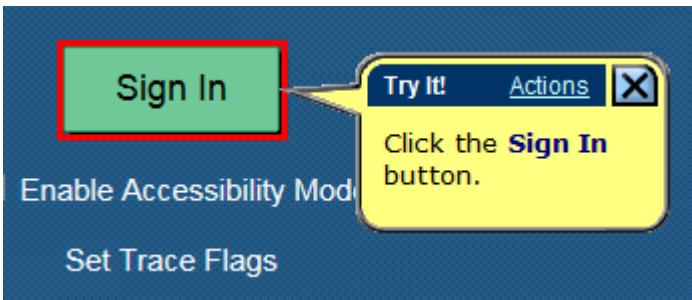 Sign In
Try It!
Actions
Click the Sign In
button.
Enable Accessibility Mod
Set Trace Flags